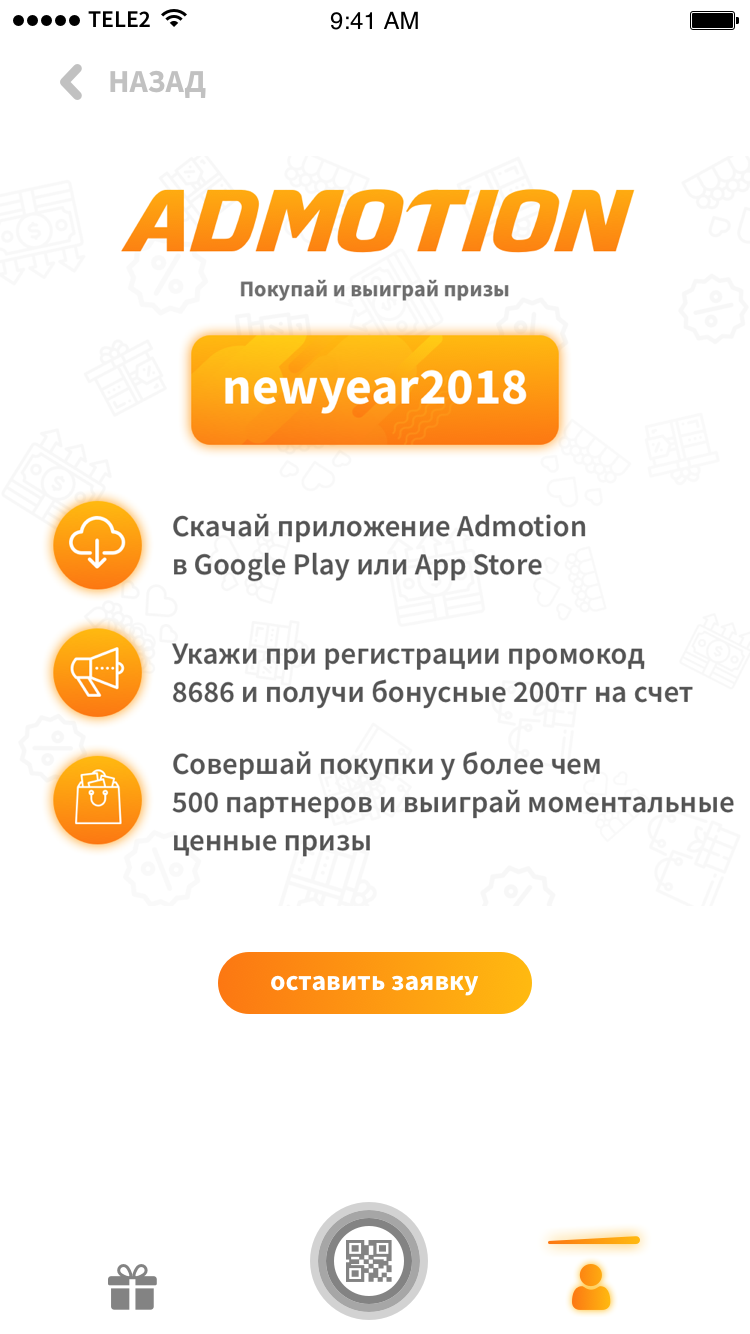 TELE2 9:41 AM
НАЗАД
ADMOTION
Покупай и выиграй призы
newyear2018
Скачай приложение Admotion
в Google Play или App Store
Укажи при регистрации промокод
8686 и получи бонусные 200тг на счет
Совершай покупки у более чем
500 партнеров и выиграй моментальные
ценные призы
оставить заявку